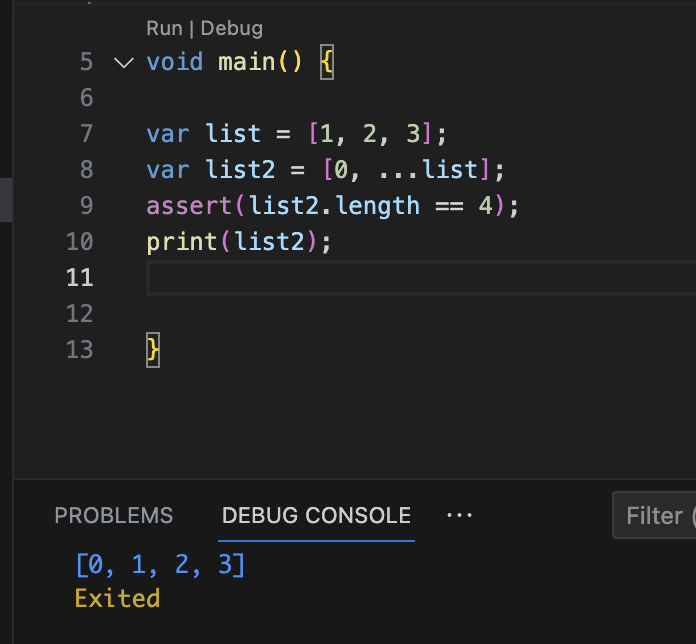 Run | Debug
5 void main() {
6
7 var list = [1, 2, 3];
8 var list2 = [0, ...list];
9 assert(list2.length == 4);
10 print(list2);
11
12
13 }
PROBLEMS DEBUG CONSOLE ... Filter (
[0, 1, 2, 3]
Exited